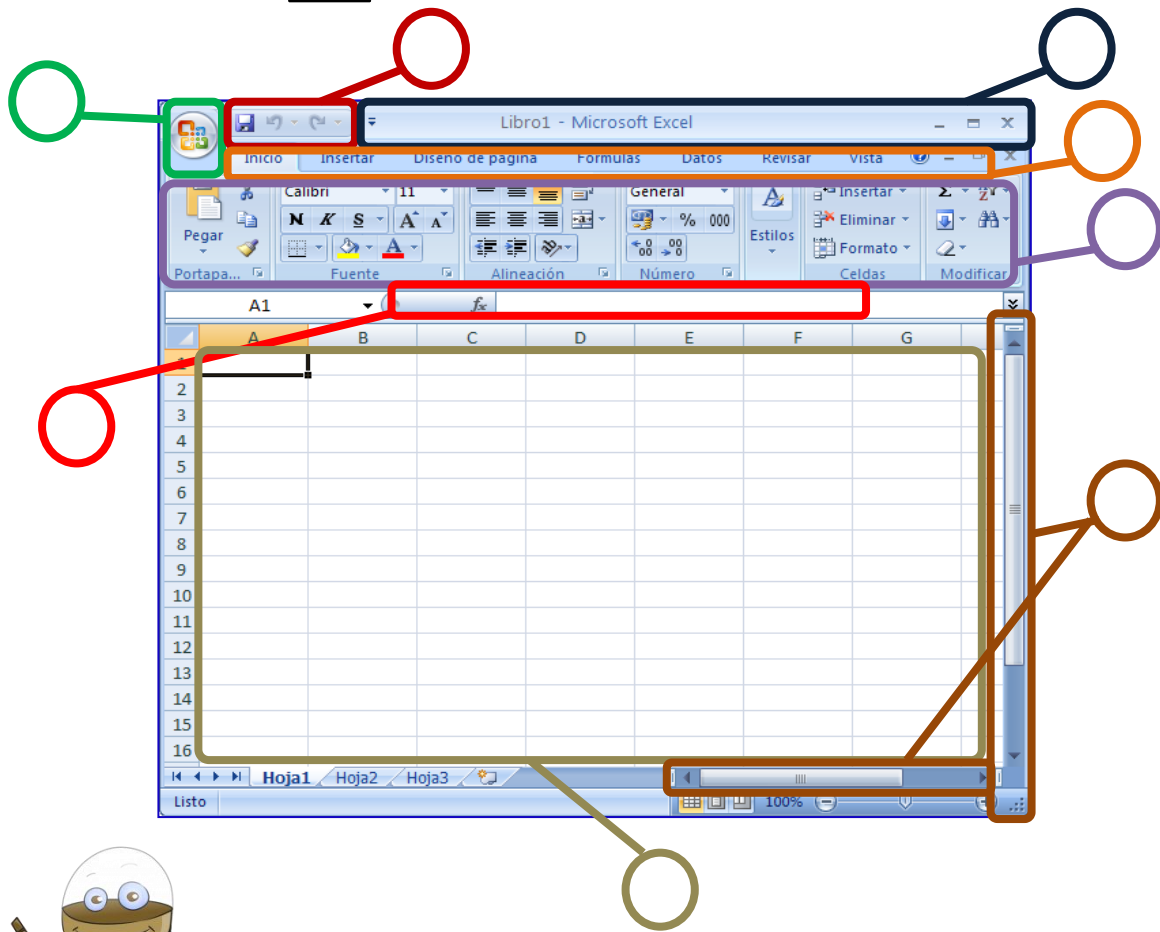 Libro1 - Microsoft Excel
Inicio Insertar Diseño de página Fórmulas Datos Revisar Vista
Calibri 11 General Insertar Σ
N K S A A % 000 Eliminar
Pegar A Estilos Formato
Portapa... Fuente Alineación Número Celdas Modificar
A1 fx
A B C D E F G
1
2
3
4
5
6
7
8
9
10
11
12
13
14
15
16
Hoja1 Hoja2 Hoja3
Listo 100%